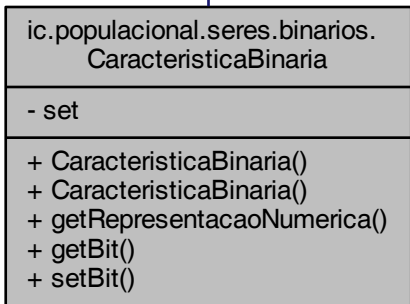 ic.populacional.seres.binarios.
CaracteristicaBinaria
- set
+ CaracteristicaBinaria()
+ CaracteristicaBinaria()
+ getRepresentacaoNumerica()
+ getBit()
+ setBit()